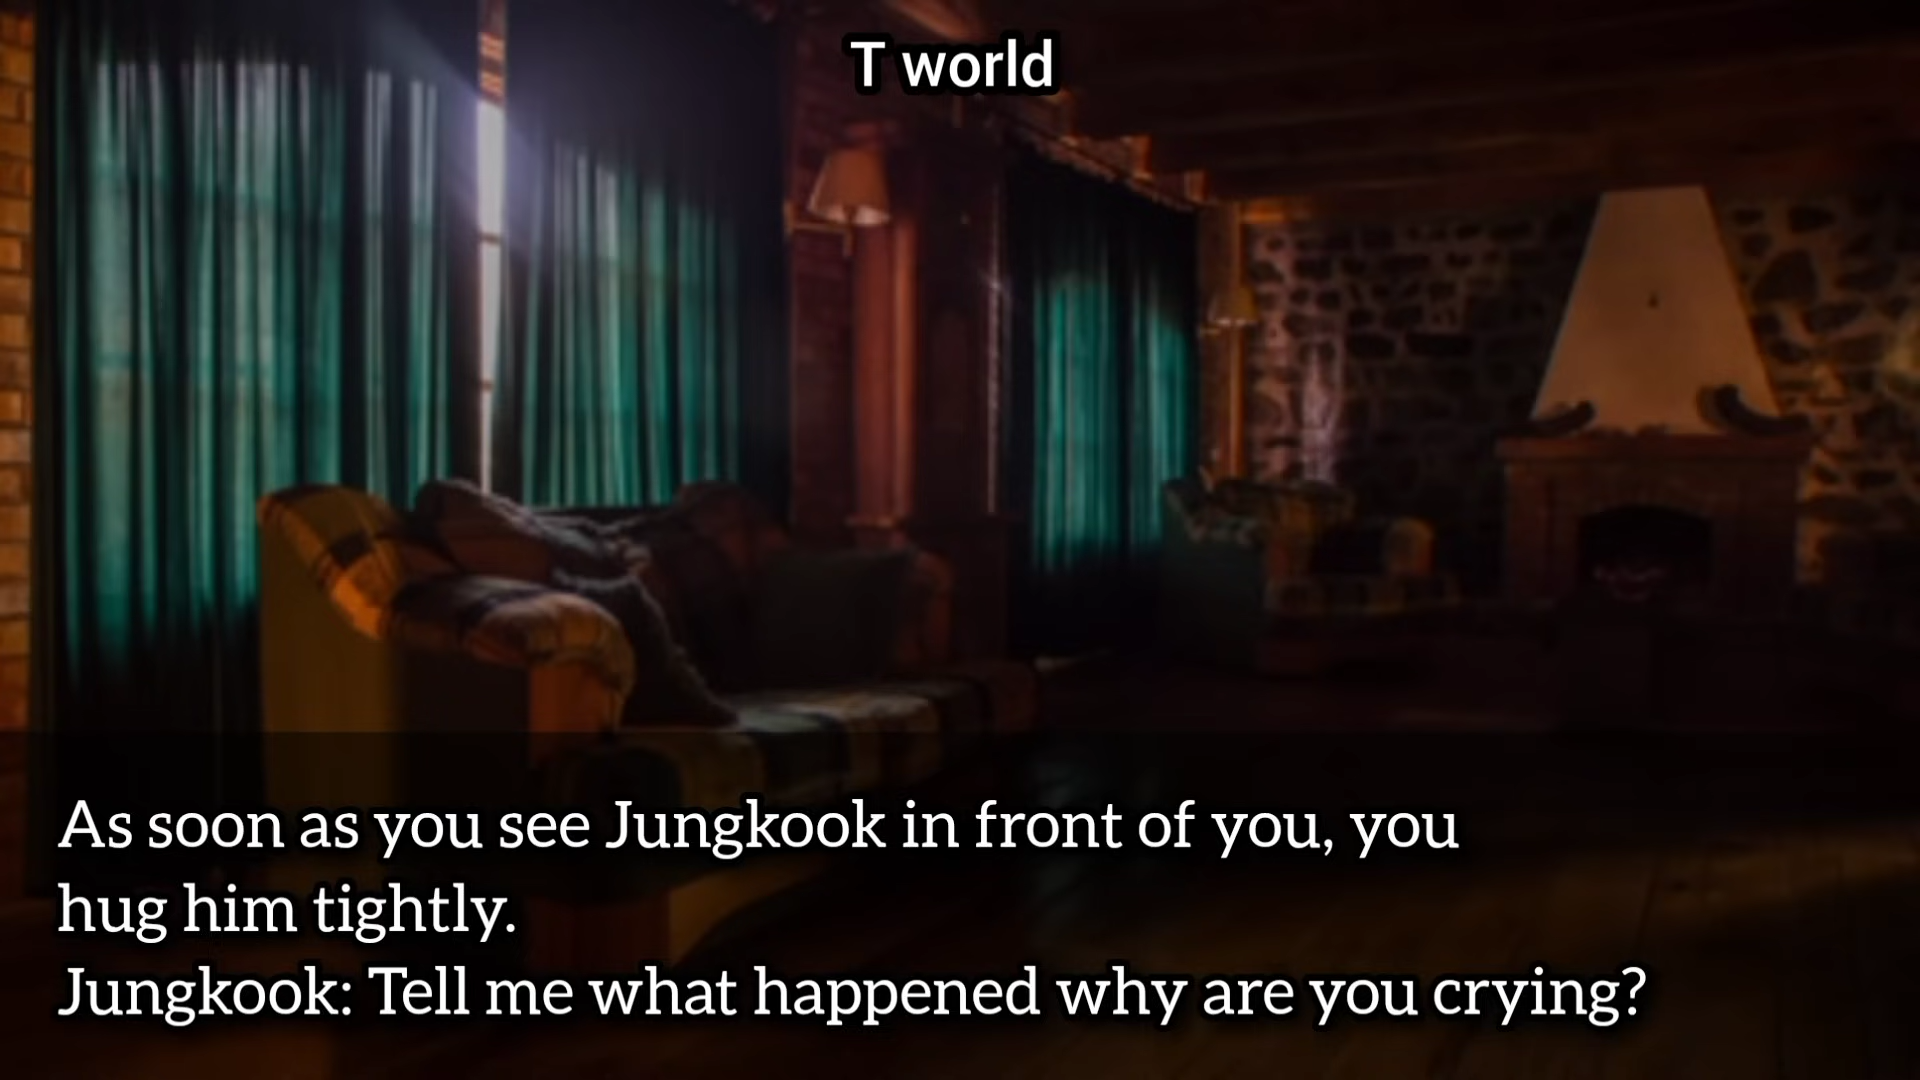 T world
As soon as you see Jungkook in front of you, you
hug him tightly.
Jungkook: Tell me what happened why are you crying?